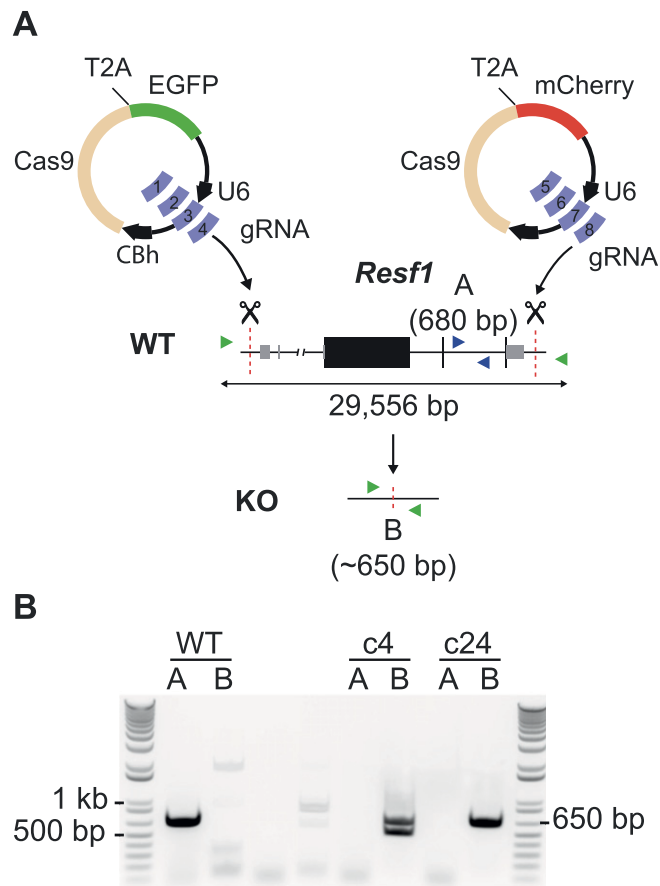 A
T2A
EGFP
Cas9
1
2
3
4
U6
gRNA
CBh
T2A
mCherry
Cas9
5
6
7
8
U6
gRNA
Resf1
A
(680 bp)
WT
29,556 bp
KO
B
(~650 bp)
B
WT c4 c24
A B A B A B
1 kb
500 bp
650 bp